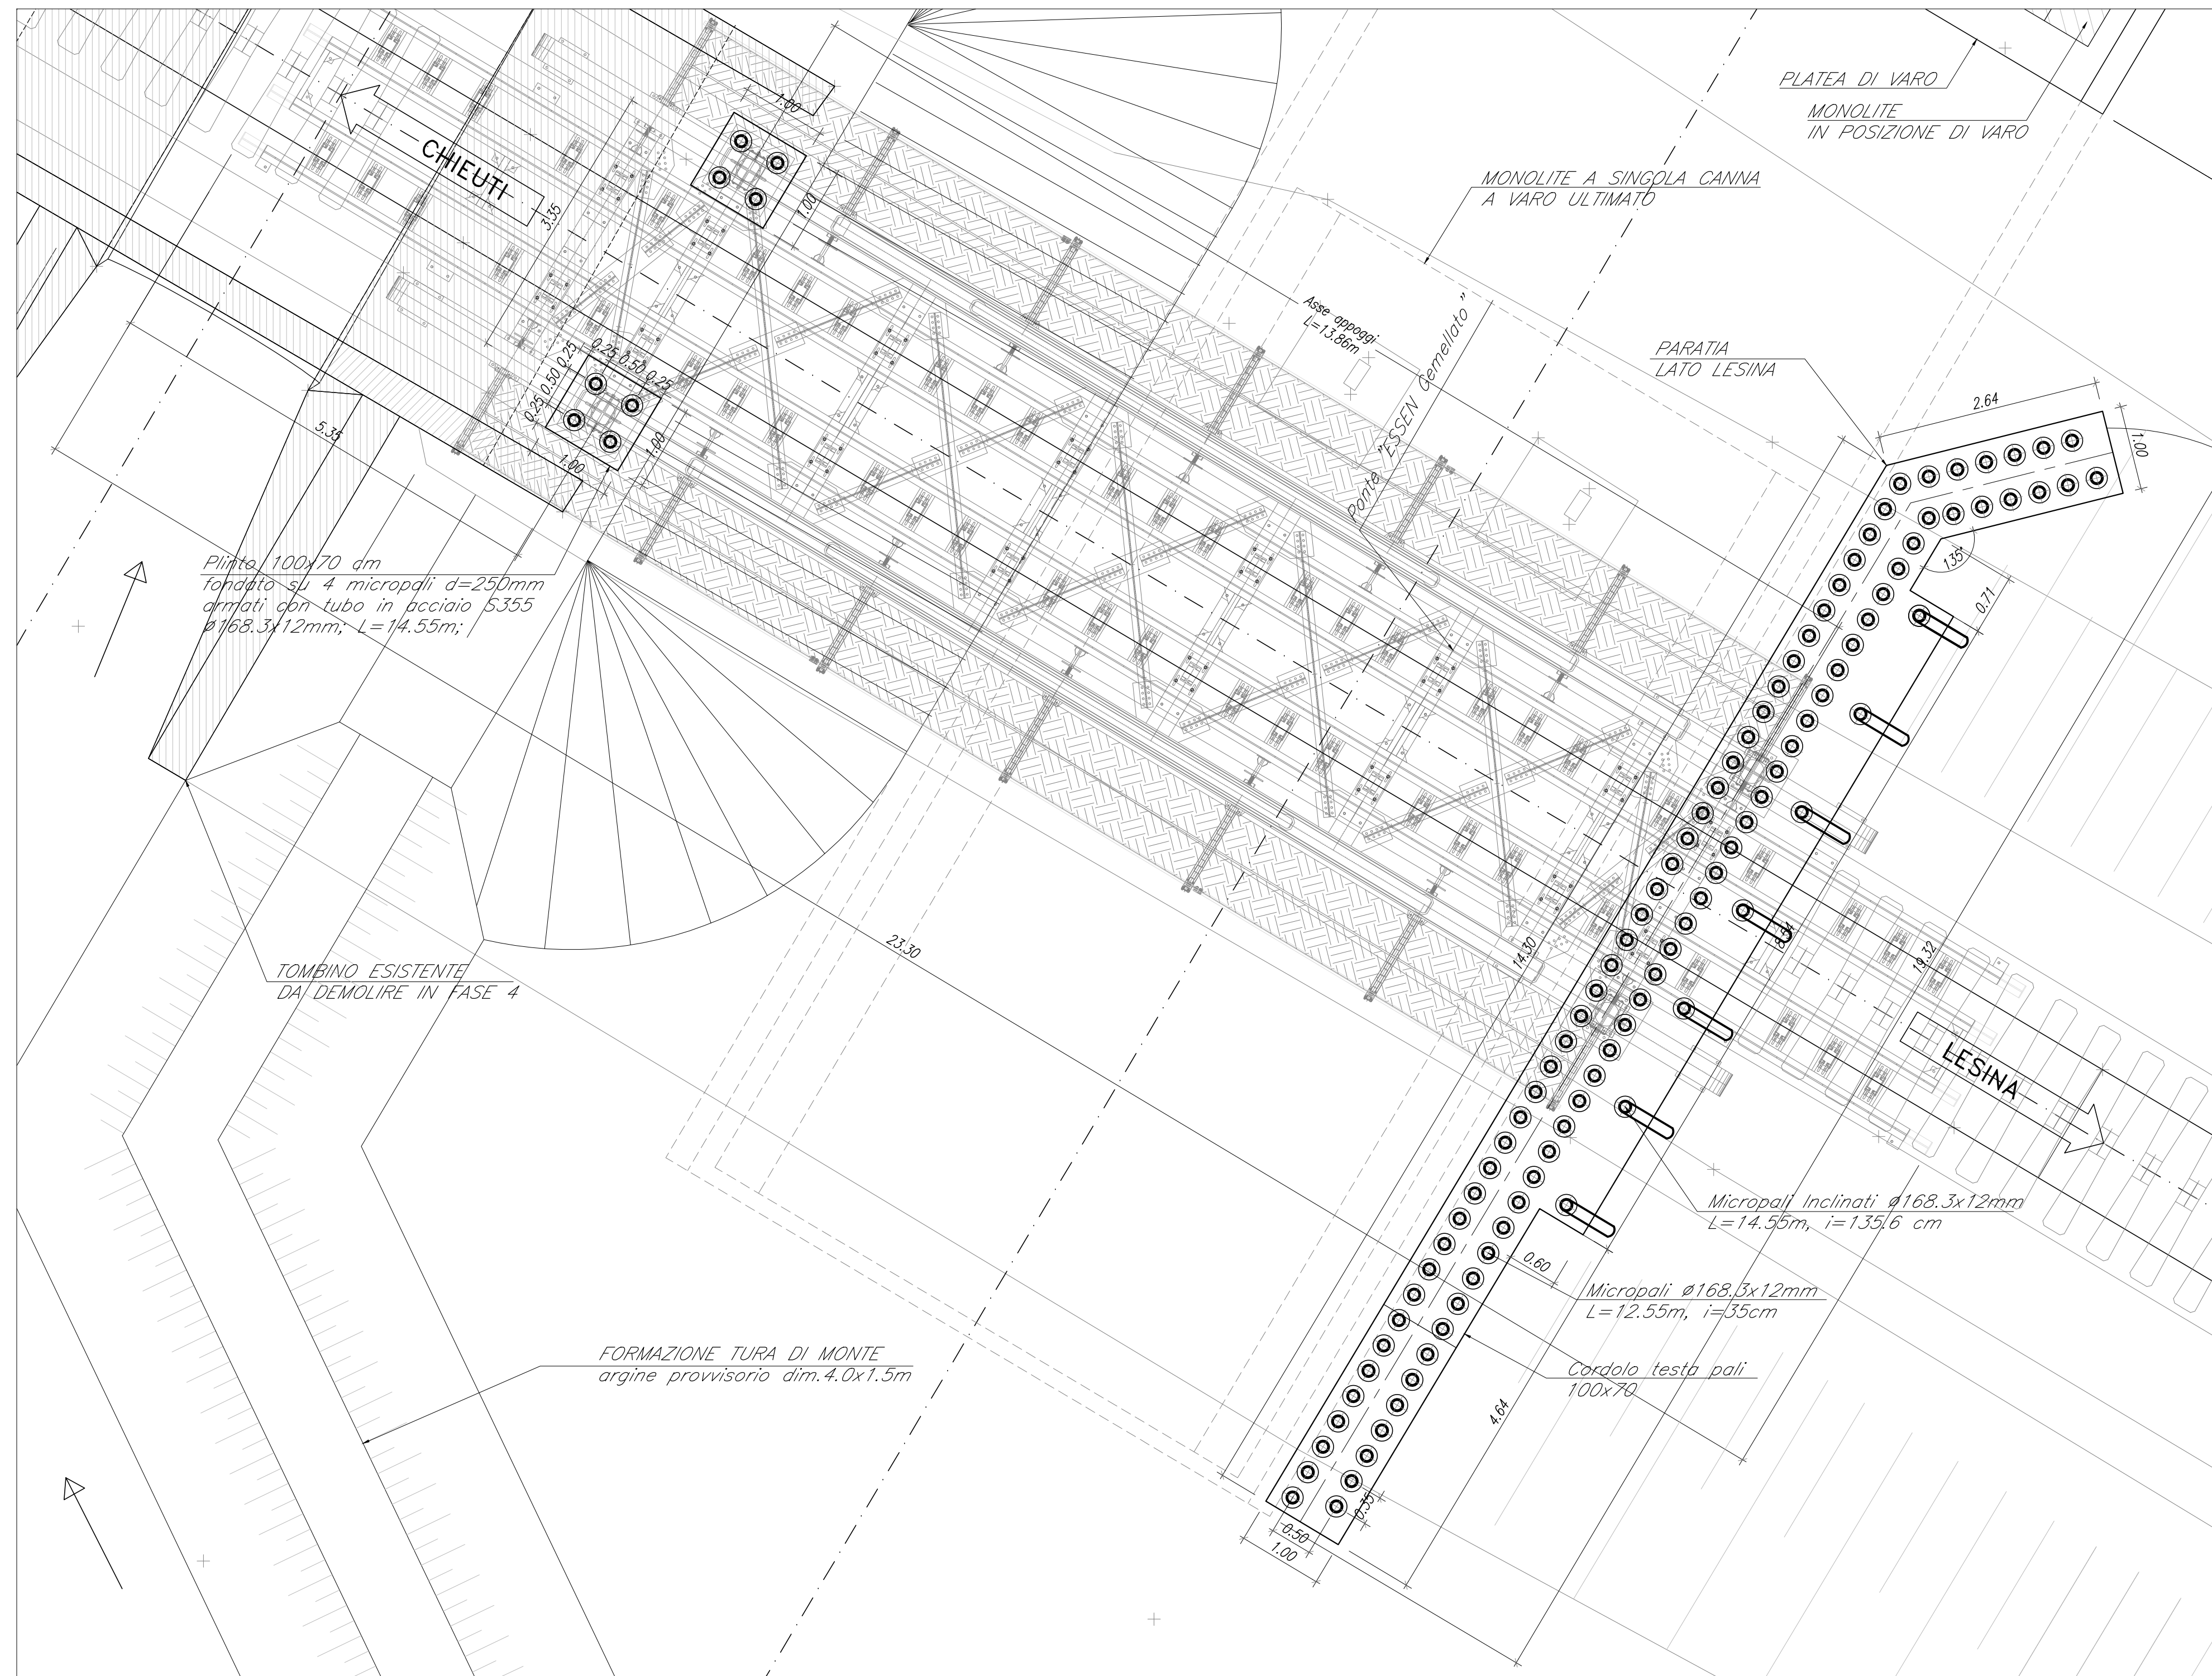 PLATEA DI VARO
MONOLITE
IN POSIZIONE DI VARO
MONOLITE A SINGOLA CANNA
A VARO ULTIMATO
CHIEUTI
1.00
1.00
3.35
0.25 0.50 0.25
0.25 0.50 0.25
1.00
1.00
5.35
Asse appoggi
L=13.86m
Ponte "ESSEN Gemellato"
PARATIA
LATO LESINA
2.64
1.00
135°
0.71
Plinto 100x70 cm
fondato su 4 micropali d=250mm
armati con tubo in acciaio S355
ø168.3x12mm; L=14.55m;
TOMBINO ESISTENTE
DA DEMOLIRE IN FASE 4
23.30
14.30
19.32
LESINA
Micropali Inclinati ø168.3x12mm
L=14.55m, i=135.6 cm
0.60
Micropali ø168.3x12mm
L=12.55m, i=35cm
Cordolo testa pali
100x70
4.64
FORMAZIONE TURA DI MONTE
argine provvisorio dim.4.0x1.5m
0.35
0.50
1.00